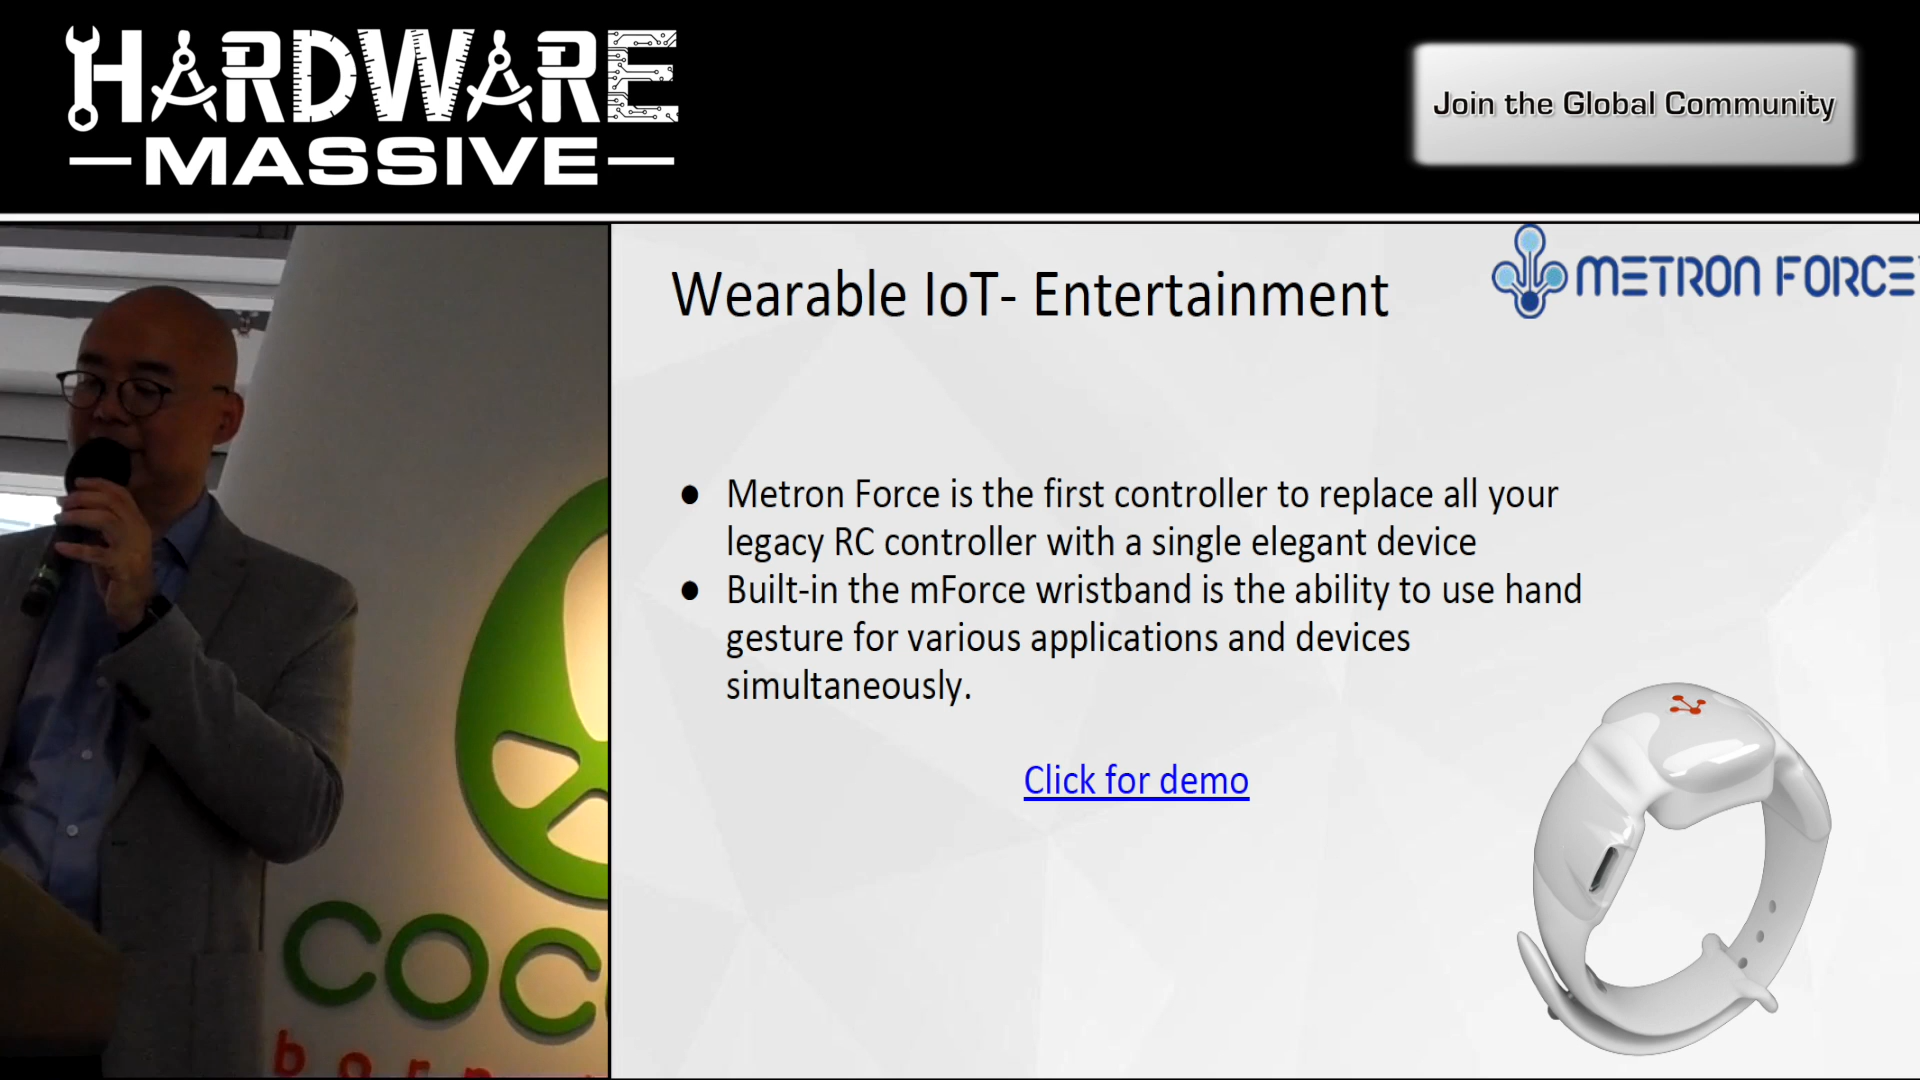 HARDWARE
MASSIVE
Join the Global Community
METRON FORCE
Wearable IoT- Entertainment
● Metron Force is the first controller to replace all your
legacy RC controller with a single elegant device
● Built-in the mForce wristband is the ability to use hand
gesture for various applications and devices
simultaneously.
Click for demo
coc
born